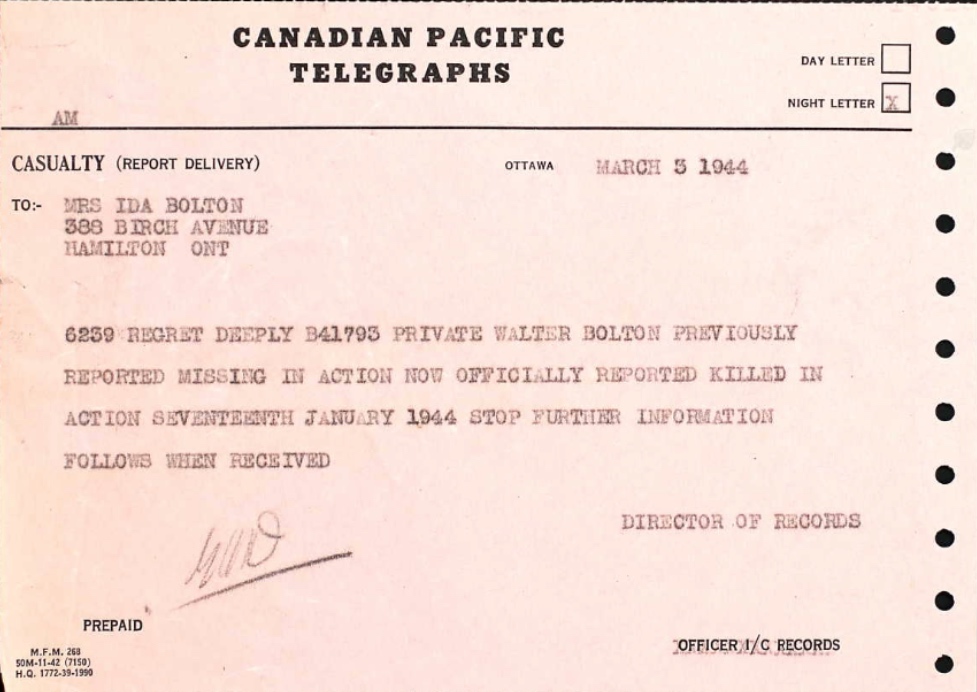 CANADIAN PACIFIC
TELEGRAPHS
DAY LETTER
NIGHT LETTER X
AM
CASUALTY (REPORT DELIVERY) OTTAWA MARCH 3 1944
TO:- MRS IDA BOLTON
388 BIRCH AVENUE
HAMILTON ONT
6239 REGRET DEEPLY B41793 PRIVATE WALTER BOLTON PREVIOUSLY
REPORTED MISSING IN ACTION NOW OFFICIALLY REPORTED KILLED IN
ACTION SEVENTEENTH JANUARY 1944 STOP FURTHER INFORMATION
FOLLOWS WHEN RECEIVED
DIRECTOR OF RECORDS
PREPAID
OFFICER I/C RECORDS
M.F.M. 268
50M-11-42 (7150)
H.Q. 1772-39-1990